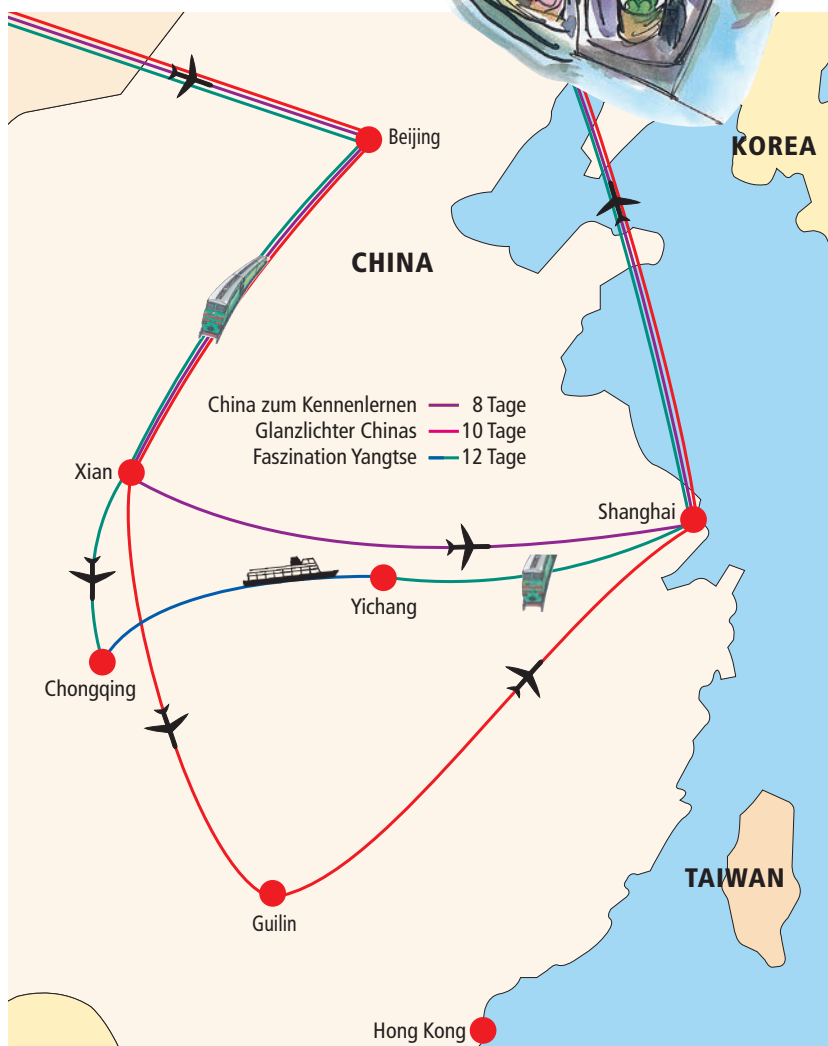 Beijing
KOREA
CHINA
China zum Kennenlernen 8 Tage
Glanzlichter Chinas 10 Tage
Faszination Yangtse 12 Tage
Xian
Shanghai
Yichang
Chongqing
TAIWAN
Guilin
Hong Kong